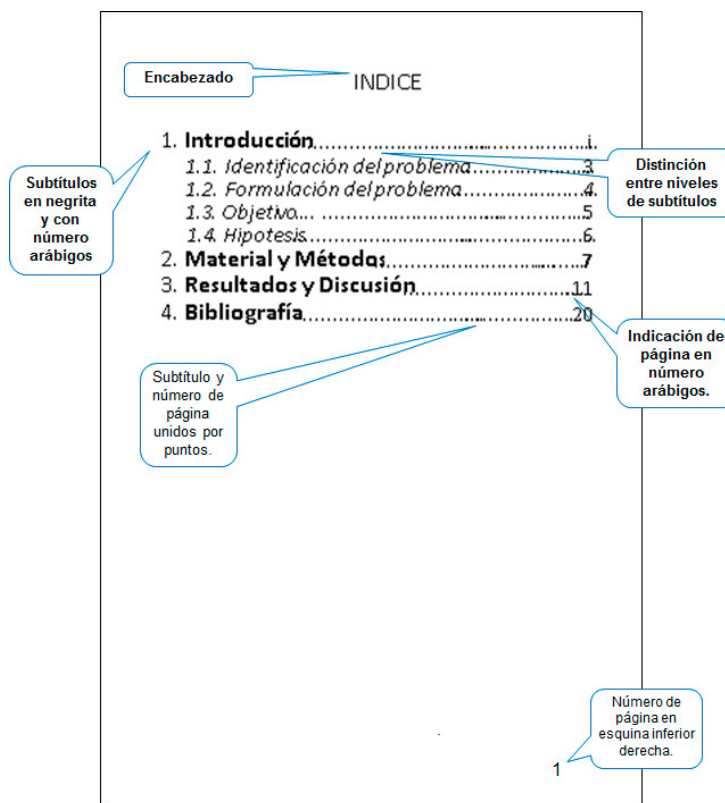 Encabezado
INDICE
1. Introducción........................................i.
1.1. Identificación del problema....................3
1.2. Formulación del problema....................4.
1.3. Objetivo.... ........................................5
1.4. Hipotesis............................................6.
2. Material y Métodos................................7
3. Resultados y Discusión..........................11
4. Bibliografía...........................................20
Subtítulos
en negrita
y con
número
arábigos
Distinción
entre niveles
de subtítulos
Indicación de
página en
número
arábigos.
Subtítulo y
número de
página
unidos por
puntos.
Número de
página en
esquina inferior
derecha.
1